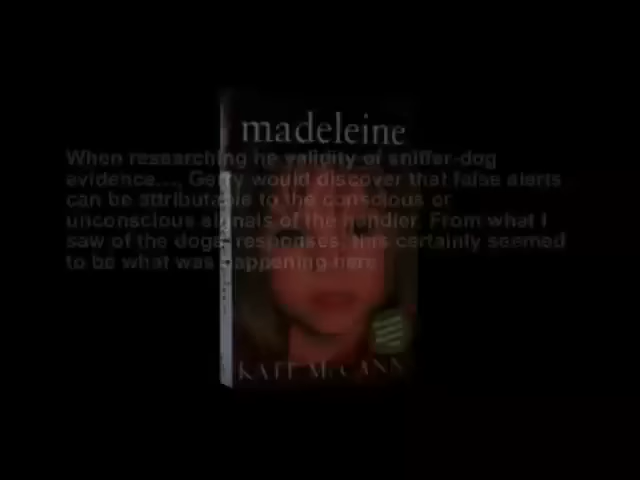 madeleine
When researching he validity of sniffer-dog
evidence...., Gerry would discover that false alerts
can be attributable to the conscious or
unconscious signals of the handler. From what I
saw of the dogs' responses, this certainly seemed
to be what was happening here
KATE McCANN